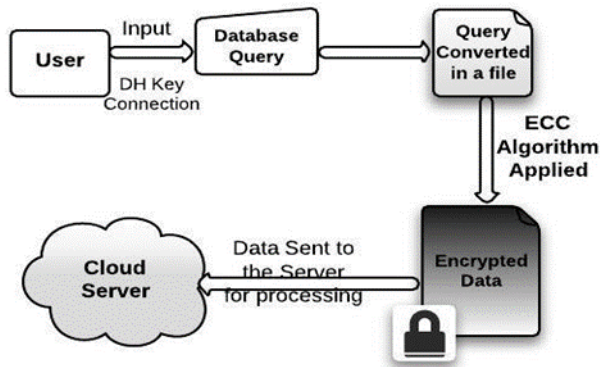 User
Input
DH Key
Connection
Database
Query
Query
Converted
in a file
ECC
Algorithm
Applied
Encrypted
Data
Data Sent to
the Server
for processing
Cloud
Server